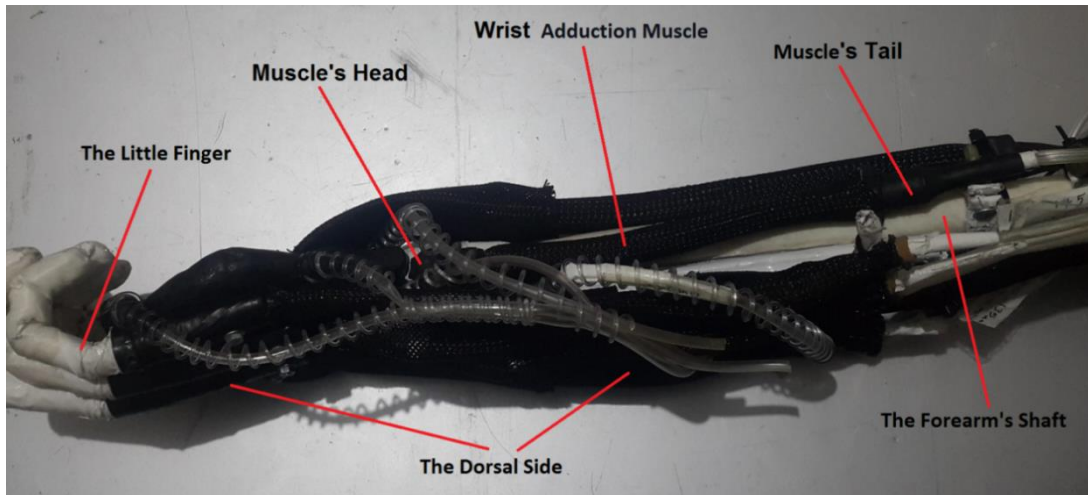 Wrist Adduction Muscle
Muscle's Tail
Muscle's Head
The Little Finger
The Forearm's Shaft
The Dorsal Side